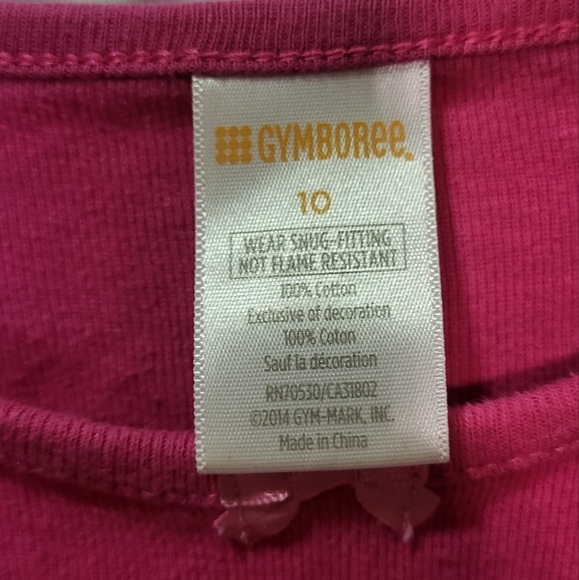 GYMBOREE
10
WEAR SNUG-FITTING
NOT FLAME RESISTANT
100% Cotton
Exclusive of decoration
100% Coton
Sauf la décoration
RN70530/CA31802
©2014 GYM-MARK, INC.
Made in China